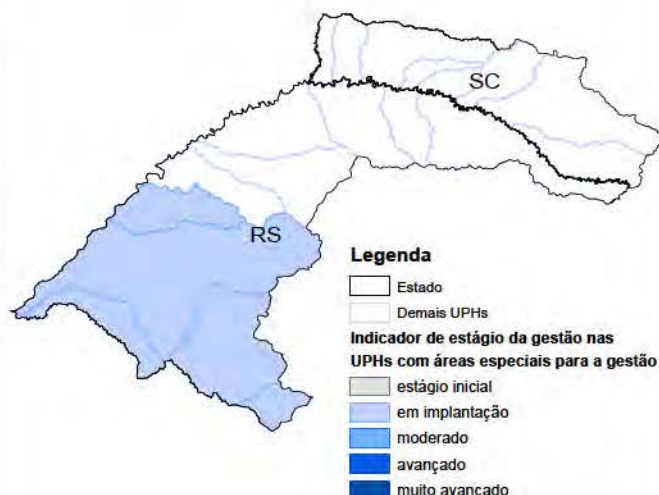 SC
RS
Legenda
Estado
Demais UPHs
Indicador de estágio da gestão nas
UPHs com áreas especiais para a gestão
estágio inicial
em implantação
moderado
avançado
muito avançado